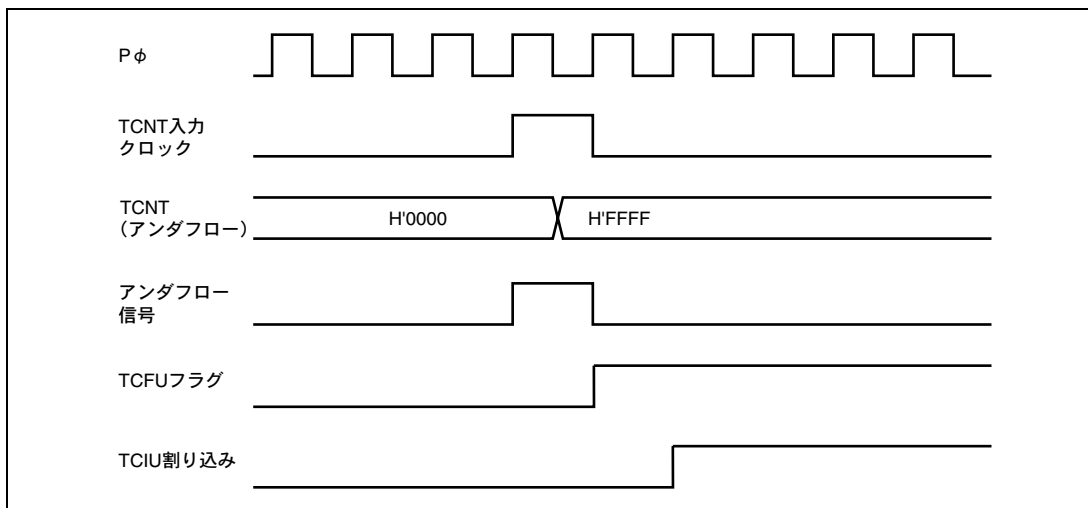 Pφ
TCNT入力
クロック
TCNT
（アンダフロー）
H'0000
H'FFFF
アンダフロー
信号
TCFUフラグ
TCIU割り込み